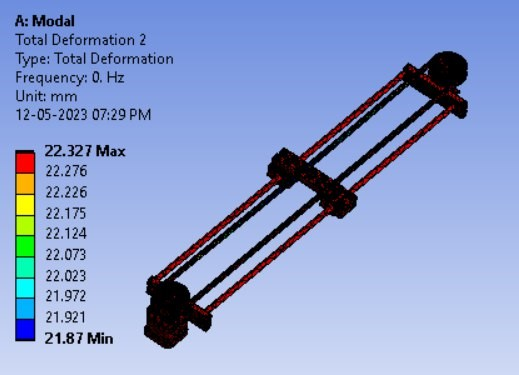 A: Modal
Total Deformation 2
Type: Total Deformation
Frequency: 0. Hz
Unit: mm
12-05-2023 07:29 PM
22.327 Max
22.276
22.226
22.175
22.124
22.073
22.023
21.972
21.921
21.87 Min